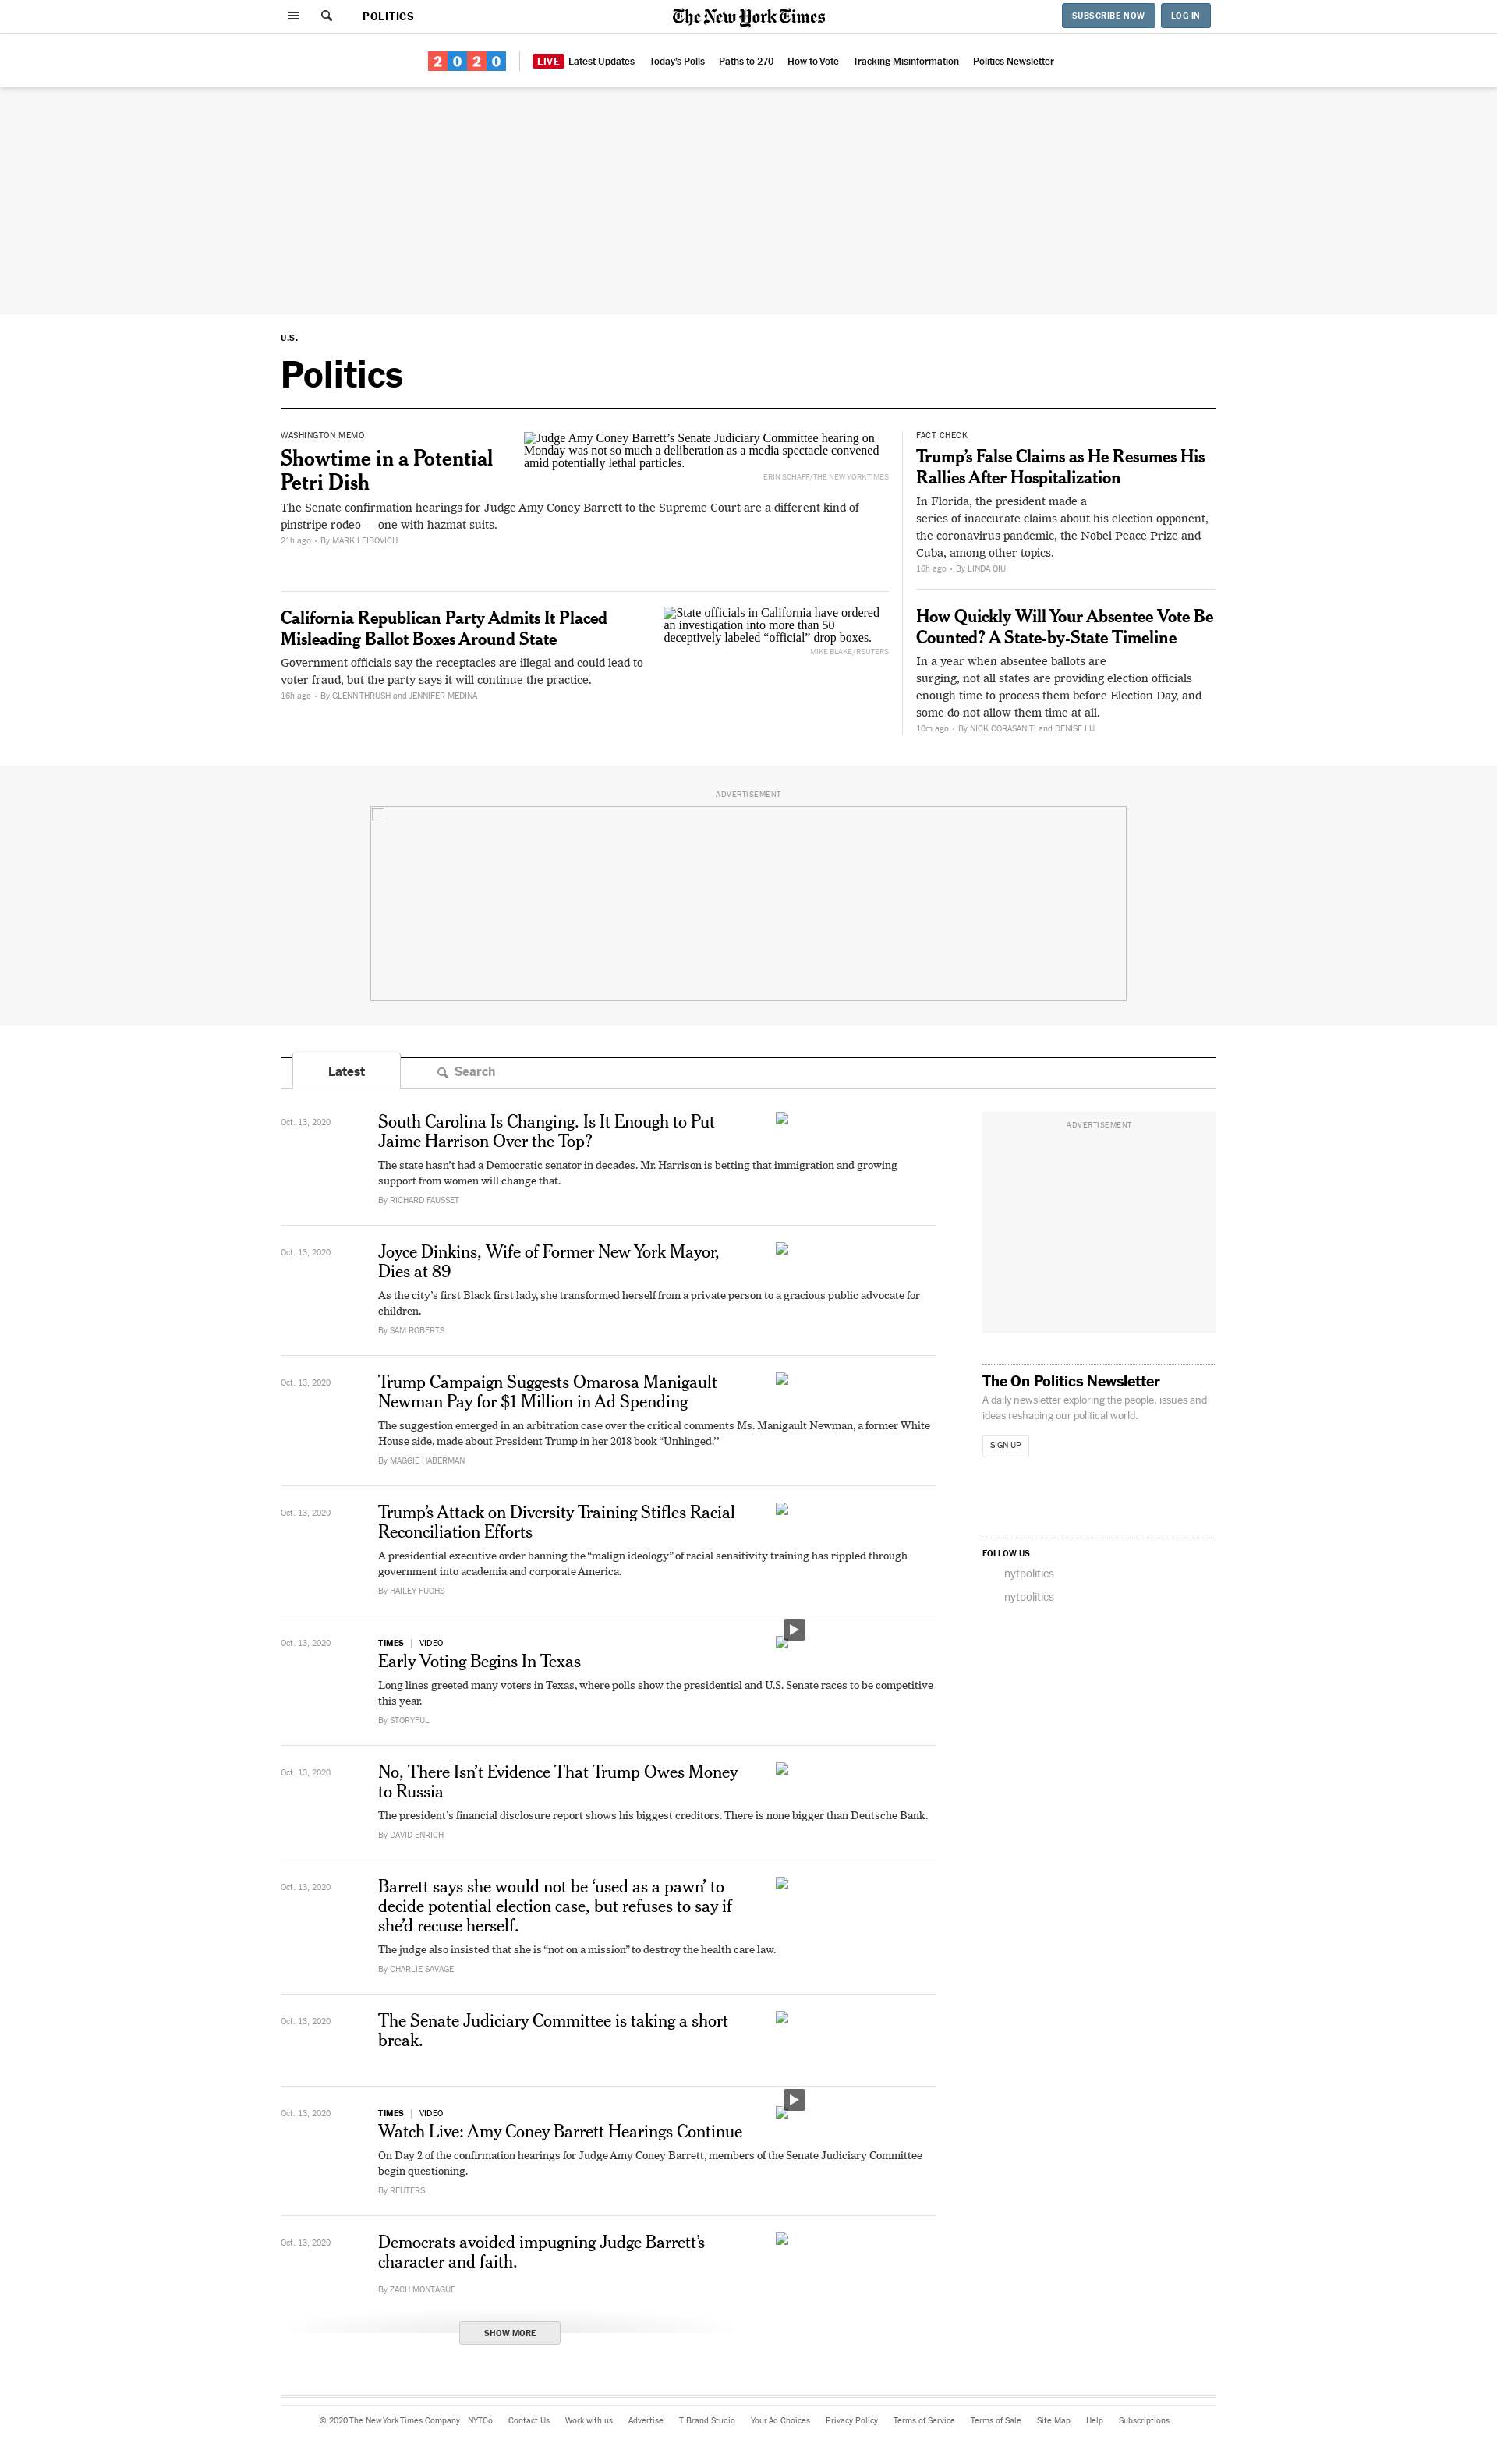 POLITICS
The New York Times
SUBSCRIBE NOW
LOG IN
2020
LIVE Latest Updates
Today's Polls
Paths to 270
How to Vote
Tracking Misinformation
Politics Newsletter
U.S.
Politics
WASHINGTON MEMO
Showtime in a Potential
Petri Dish
Judge Amy Coney Barrett’s Senate Judiciary Committee hearing on
Monday was not so much a deliberation as a media spectacle convened
amid potentially lethal particles.
ERIN SCHAFF/THE NEW YORK TIMES
The Senate confirmation hearings for Judge Amy Coney Barrett to the Supreme Court are a different kind of
pinstripe rodeo — one with hazmat suits.
21h ago • By MARK LEIBOVICH
California Republican Party Admits It Placed
Misleading Ballot Boxes Around State
State officials in California have ordered
an investigation into more than 50
deceptively labeled “official” drop boxes.
MIKE BLAKE/REUTERS
Government officials say the receptacles are illegal and could lead to
voter fraud, but the party says it will continue the practice.
16h ago • By GLENN THRUSH and JENNIFER MEDINA
FACT CHECK
Trump’s False Claims as He Resumes His
Rallies After Hospitalization
In Florida, the president made a
series of inaccurate claims about his election opponent,
the coronavirus pandemic, the Nobel Peace Prize and
Cuba, among other topics.
16h ago • By LINDA QIU
How Quickly Will Your Absentee Vote Be
Counted? A State-by-State Timeline
In a year when absentee ballots are
surging, not all states are providing election officials
enough time to process them before Election Day, and
some do not allow them time at all.
10m ago • By NICK CORASANITI and DENISE LU
ADVERTISEMENT
Latest
Search
Oct. 13, 2020
South Carolina Is Changing. Is It Enough to Put
Jaime Harrison Over the Top?
The state hasn’t had a Democratic senator in decades. Mr. Harrison is betting that immigration and growing
support from women will change that.
By RICHARD FAUSSET
Oct. 13, 2020
Joyce Dinkins, Wife of Former New York Mayor,
Dies at 89
As the city’s first Black first lady, she transformed herself from a private person to a gracious public advocate for
children.
By SAM ROBERTS
Oct. 13, 2020
Trump Campaign Suggests Omarosa Manigault
Newman Pay for $1 Million in Ad Spending
The suggestion emerged in an arbitration case over the critical comments Ms. Manigault Newman, a former White
House aide, made about President Trump in her 2018 book “Unhinged.’’
By MAGGIE HABERMAN
Oct. 13, 2020
Trump’s Attack on Diversity Training Stifles Racial
Reconciliation Efforts
A presidential executive order banning the “malign ideology” of racial sensitivity training has rippled through
government into academia and corporate America.
By HAILEY FUCHS
Oct. 13, 2020
TIMES | VIDEO
Early Voting Begins In Texas
Long lines greeted many voters in Texas, where polls show the presidential and U.S. Senate races to be competitive
this year.
By STORYFUL
Oct. 13, 2020
No, There Isn’t Evidence That Trump Owes Money
to Russia
The president’s financial disclosure report shows his biggest creditors. There is none bigger than Deutsche Bank.
By DAVID ENRICH
Oct. 13, 2020
Barrett says she would not be ‘used as a pawn’ to
decide potential election case, but refuses to say if
she’d recuse herself.
The judge also insisted that she is “not on a mission” to destroy the health care law.
By CHARLIE SAVAGE
Oct. 13, 2020
The Senate Judiciary Committee is taking a short
break.
Oct. 13, 2020
TIMES | VIDEO
Watch Live: Amy Coney Barrett Hearings Continue
On Day 2 of the confirmation hearings for Judge Amy Coney Barrett, members of the Senate Judiciary Committee
begin questioning.
By REUTERS
Oct. 13, 2020
Democrats avoided impugning Judge Barrett’s
character and faith.
By ZACH MONTAGUE
SHOW MORE
ADVERTISEMENT
The On Politics Newsletter
A daily newsletter exploring the people, issues and
ideas reshaping our political world.
SIGN UP
FOLLOW US
nytpolitics
nytpolitics
© 2020 The New York Times Company
NYTCo
Contact Us
Work with us
Advertise
T Brand Studio
Your Ad Choices
Privacy Policy
Terms of Service
Terms of Sale
Site Map
Help
Subscriptions